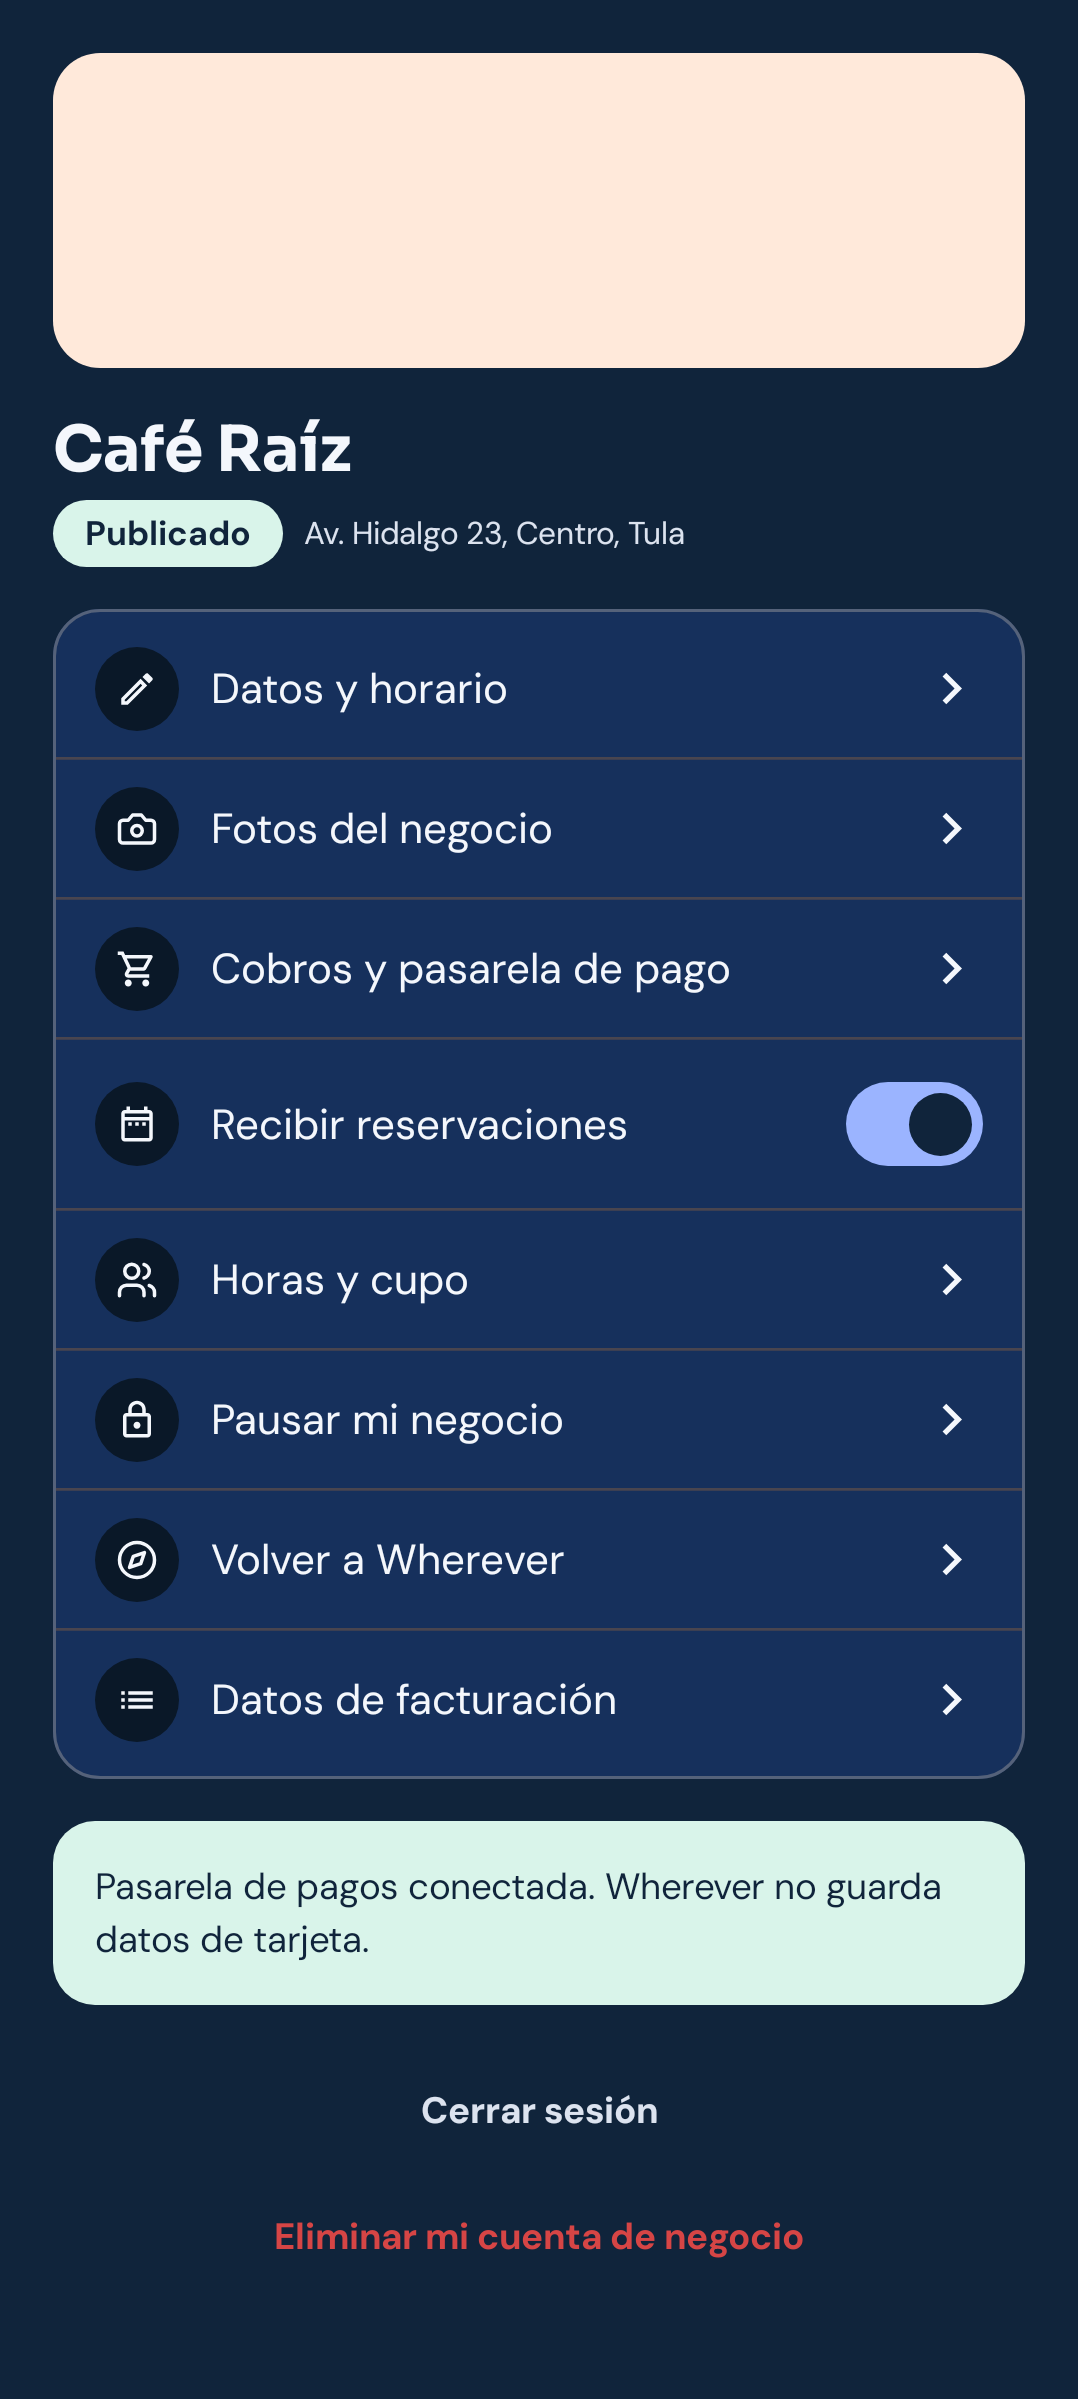 Café Raíz
Publicado
Av. Hidalgo 23, Centro, Tula
Datos y horario
Fotos del negocio
Cobros y pasarela de pago
Recibir reservaciones
Horas y cupo
Pausar mi negocio
Volver a Wherever
Datos de facturación
Pasarela de pagos conectada. Wherever no guarda
datos de tarjeta.
Cerrar sesión
Eliminar mi cuenta de negocio